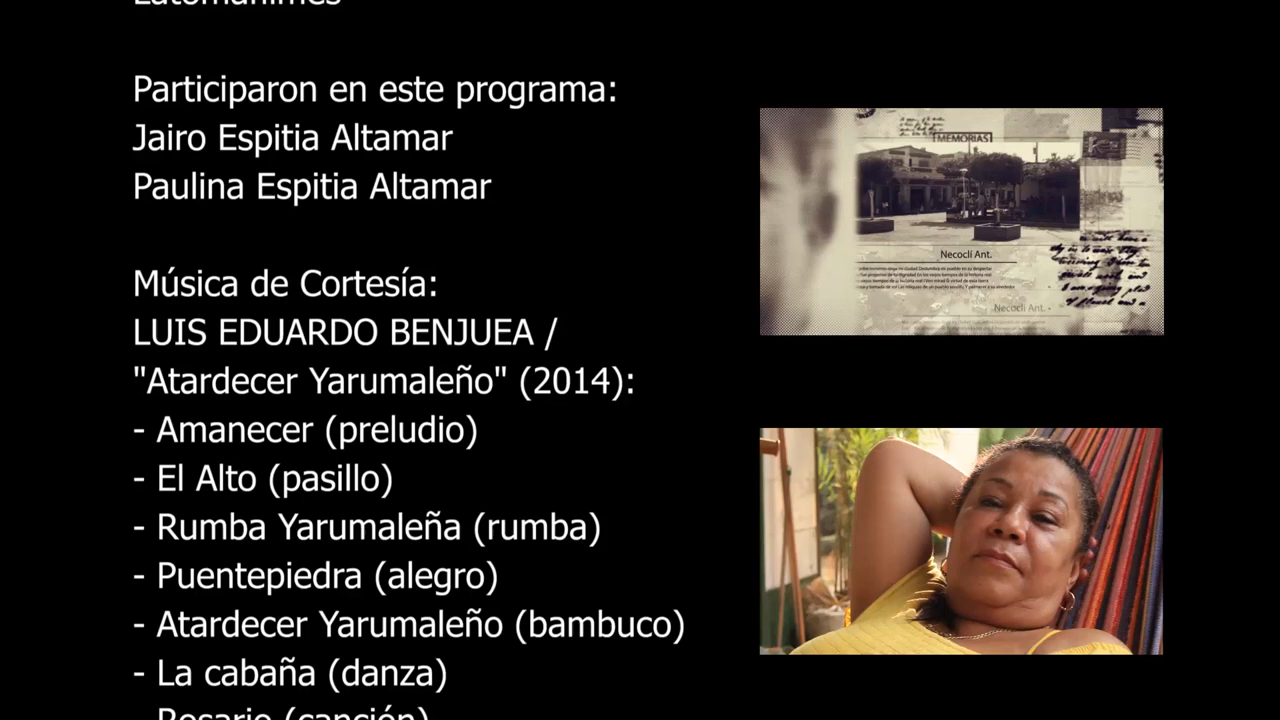 Participaron en este programa:
Jairo Espitia Altamar
Paulina Espitia Altamar
Música de Cortesía:
LUIS EDUARDO BENJUEA /
"Atardecer Yarumaleño" (2014):
- Amanecer (preludio)
- El Alto (pasillo)
- Rumba Yarumaleña (rumba)
- Puentepiedra (alegro)
- Atardecer Yarumaleño (bambuco)
- La cabaña (danza)
- Rosario (canción)
MEMORIAS
Necoclí Ant.
Necoclí Ant.